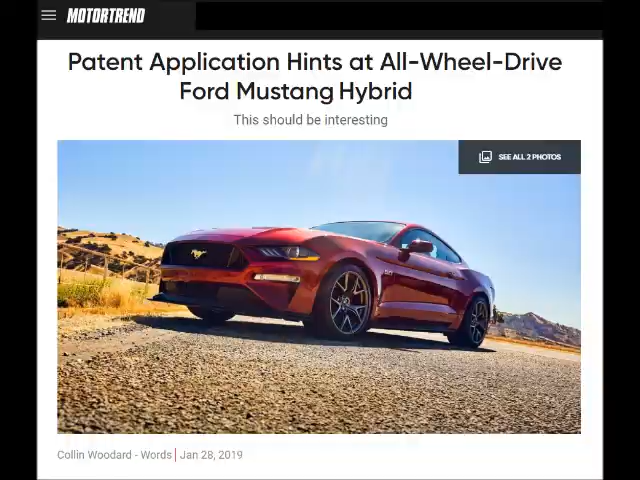 MOTORTREND
Patent Application Hints at All-Wheel-Drive
Ford Mustang Hybrid
This should be interesting
SEE ALL 2 PHOTOS
Collin Woodard - Words | Jan 28, 2019